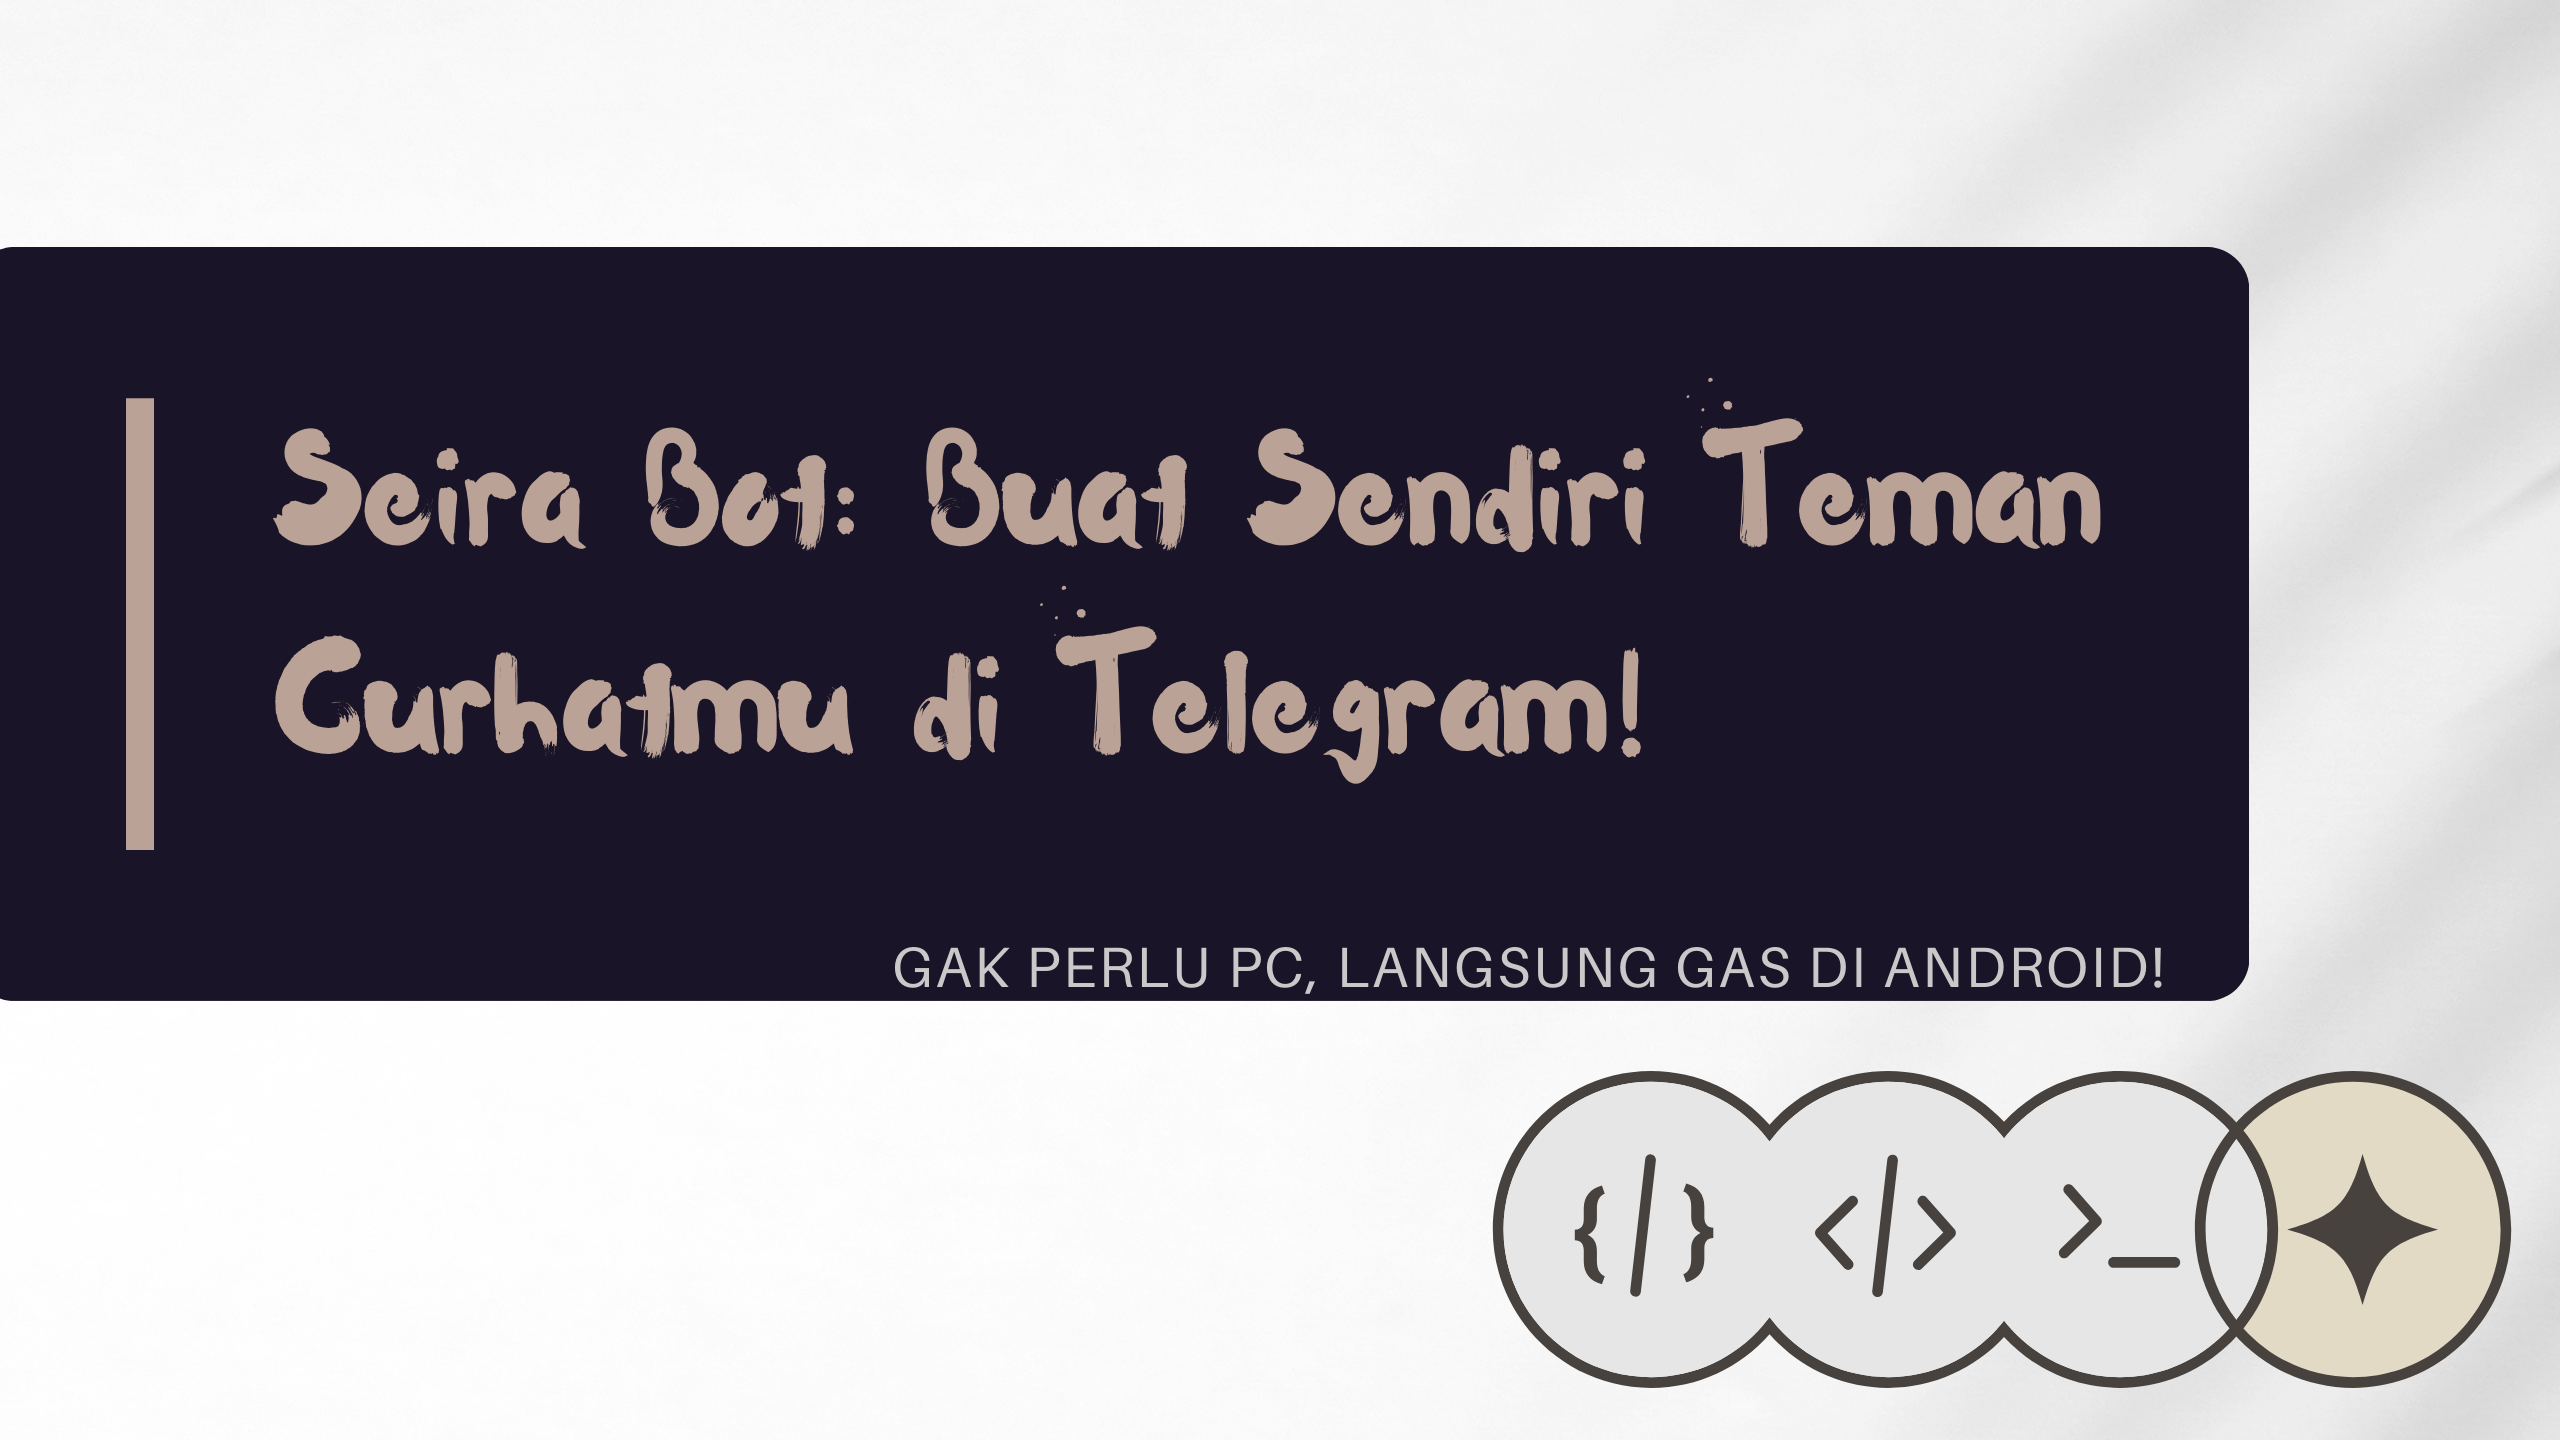 Seira Bot: Buat Sendiri Teman
Curhatmu di Telegram!
GAK PERLU PC, LANGSUNG GAS DI ANDROID!
{/} </> >_